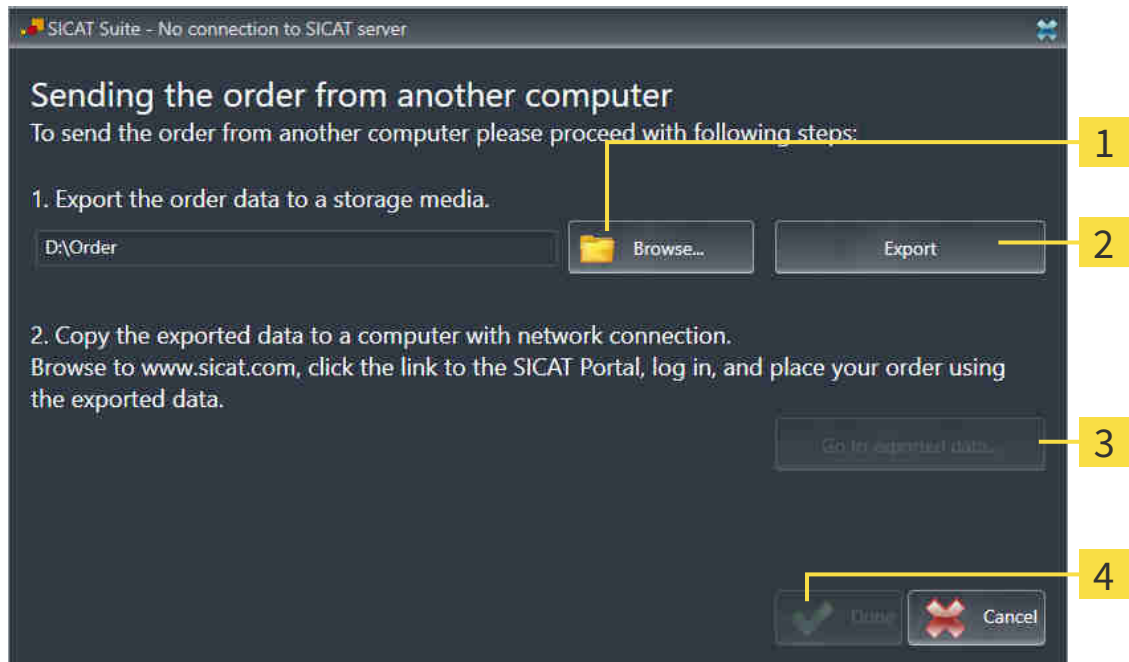 SICAT Suite - No connection to SICAT server
Sending the order from another computer
To send the order from another computer please proceed with following steps:
1
1. Export the order data to a storage media.
D:\Order
Browse...
Export
2
2. Copy the exported data to a computer with network connection.
Browse to www.sicat.com, click the link to the SICAT Portal, log in, and place your order using
the exported data.
Go to exported data...
3
4
Done
Cancel